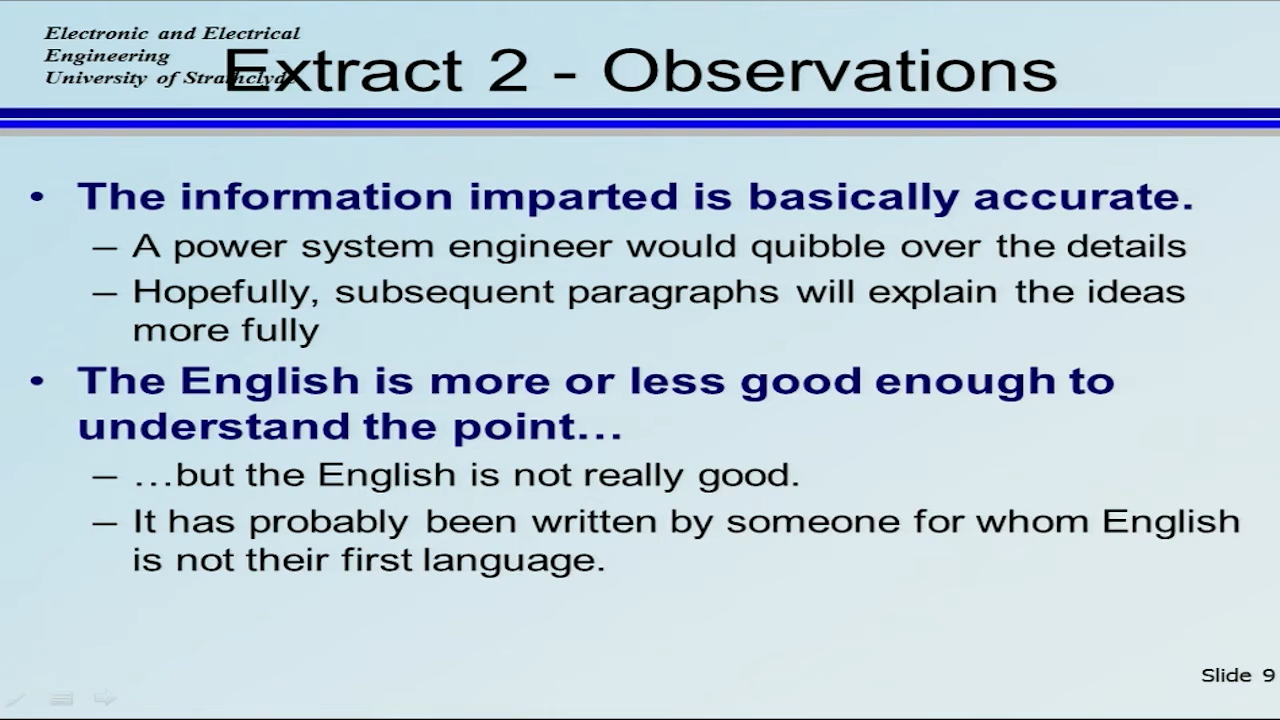 Electronic and Electrical
Engineering
University of Strathclyde
Extract 2 - Observations
• The information imparted is basically accurate.
– A power system engineer would quibble over the details
– Hopefully, subsequent paragraphs will explain the ideas
more fully
• The English is more or less good enough to
understand the point…
– …but the English is not really good.
– It has probably been written by someone for whom English
is not their first language.
Slide 9